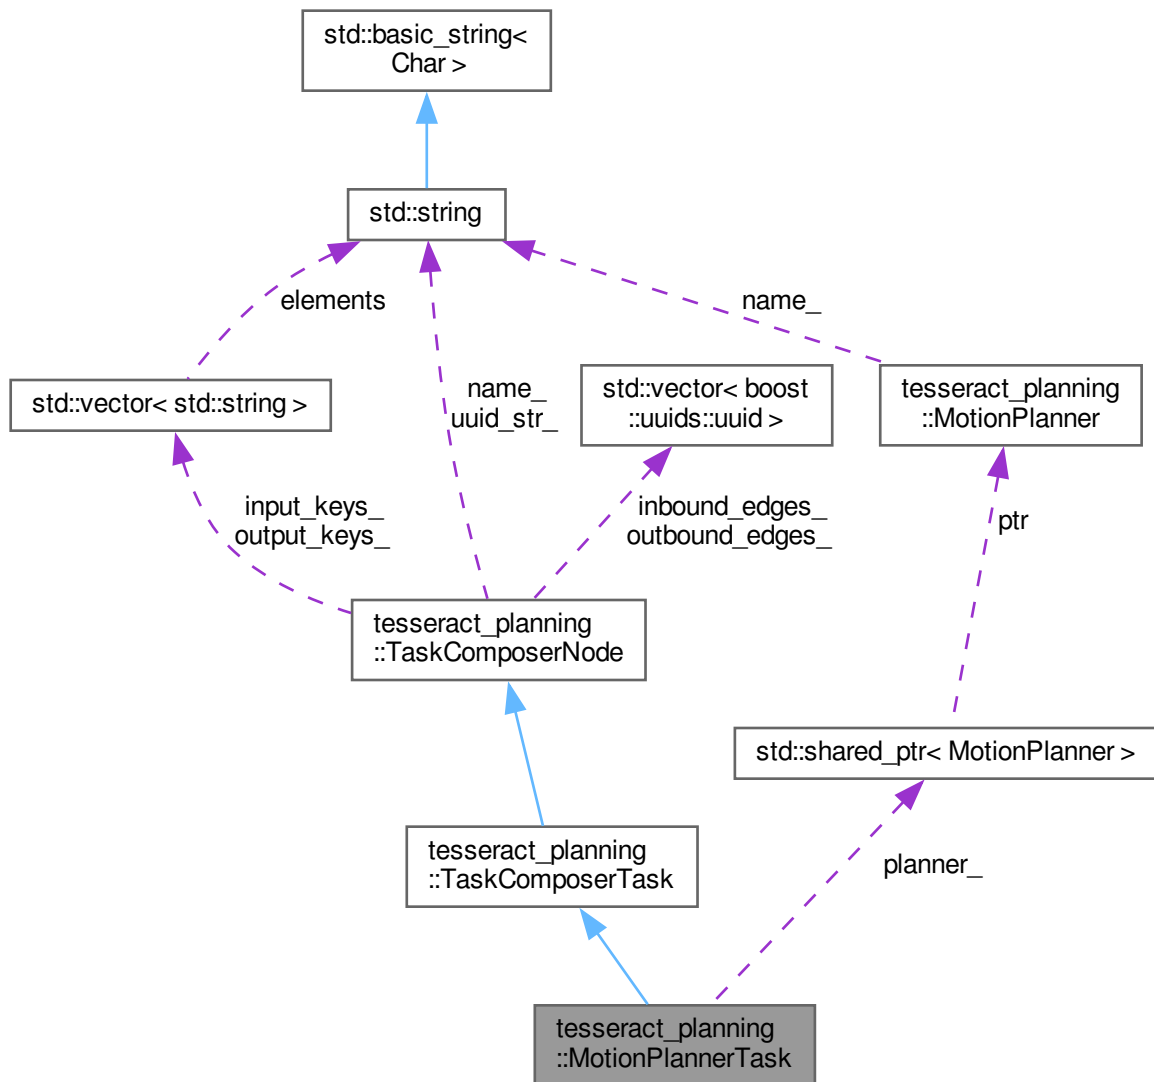 std::basic_string<
Char >
std::string
elements
name_
std::vector< std::string >
name_
uuid_str_
std::vector< boost
::uuids::uuid >
tesseract_planning
::MotionPlanner
input_keys_
output_keys_
inbound_edges_
outbound_edges_
ptr
tesseract_planning
::TaskComposerNode
std::shared_ptr< MotionPlanner >
tesseract_planning
::TaskComposerTask
planner_
tesseract_planning
::MotionPlannerTask